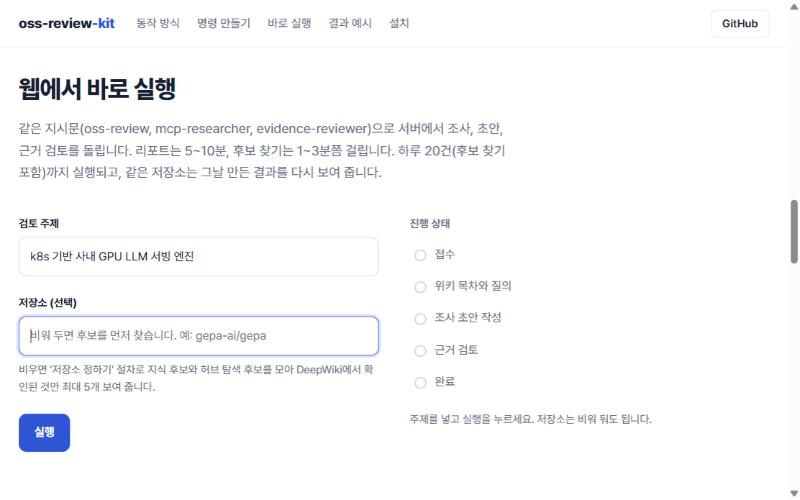 oss-review-kit 동작 방식 명령 만들기 바로 실행 결과 예시 설치 GitHub
웹에서 바로 실행
같은 지시문(oss-review, mcp-researcher, evidence-reviewer)으로 서버에서 조사, 초안,
근거 검토를 돌립니다. 리포트는 5~10분, 후보 찾기는 1~3분쯤 걸립니다. 하루 20건(후보 찾기
포함)까지 실행되고, 같은 저장소는 그날 만든 결과를 다시 보여 줍니다.
검토 주제
k8s 기반 사내 GPU LLM 서빙 엔진
저장소 (선택)
비워 두면 후보를 먼저 찾습니다. 예: gepa-ai/gepa
비우면 '저장소 정하기' 절차로 지식 후보와 허브 탐색 후보를 모아 DeepWiki에서 확
인된 것만 최대 5개 보여 줍니다.
실행
진행 상태
접수
위키 목차와 질의
조사 초안 작성
근거 검토
완료
주제를 넣고 실행을 누르세요. 저장소는 비워 둬도 됩니다.